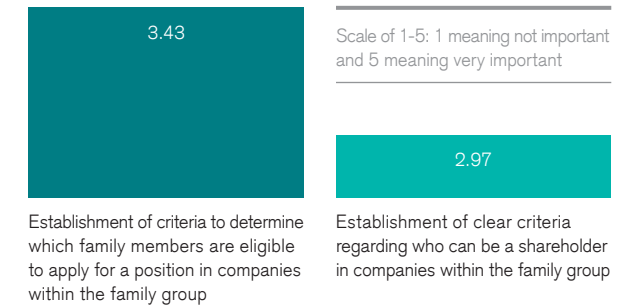 3.43
Establishment of criteria to determine
which family members are eligible
to apply for a position in companies
within the family group
Scale of 1-5: 1 meaning not important
and 5 meaning very important
2.97
Establishment of clear criteria
regarding who can be a shareholder
in companies within the family group